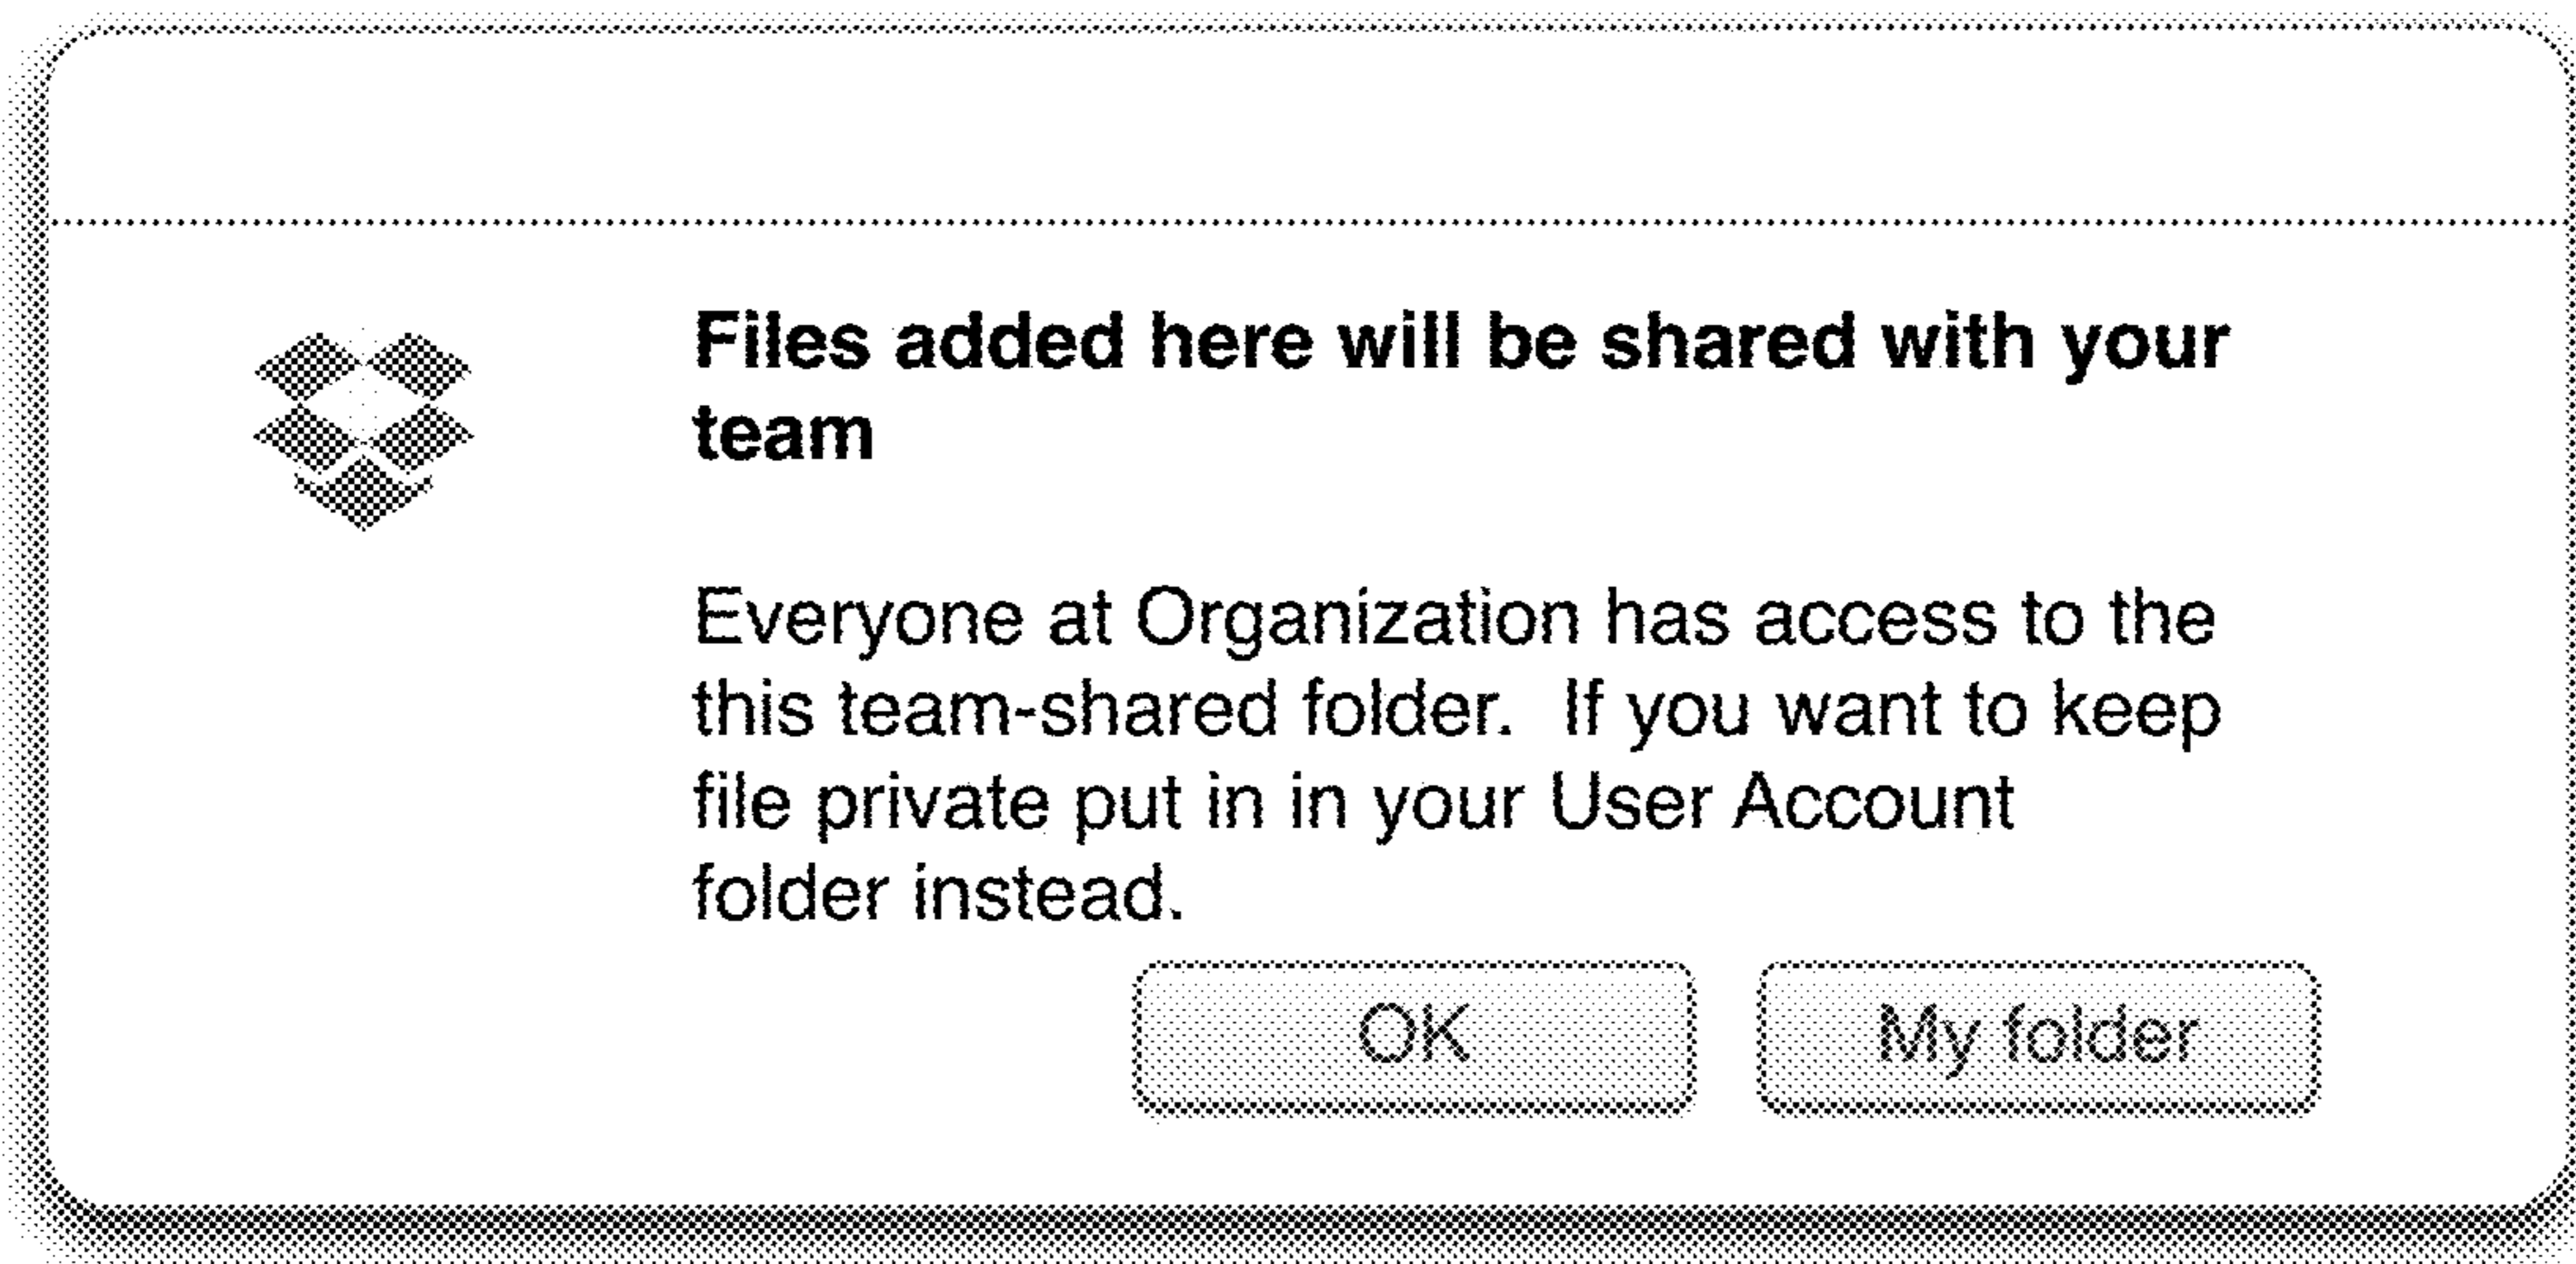 Files added here will be shared with your
team
Everyone at Organization has access to the
this team-shared folder.  If you want to keep
file private put in in your User Account
folder instead.
OK
My folder